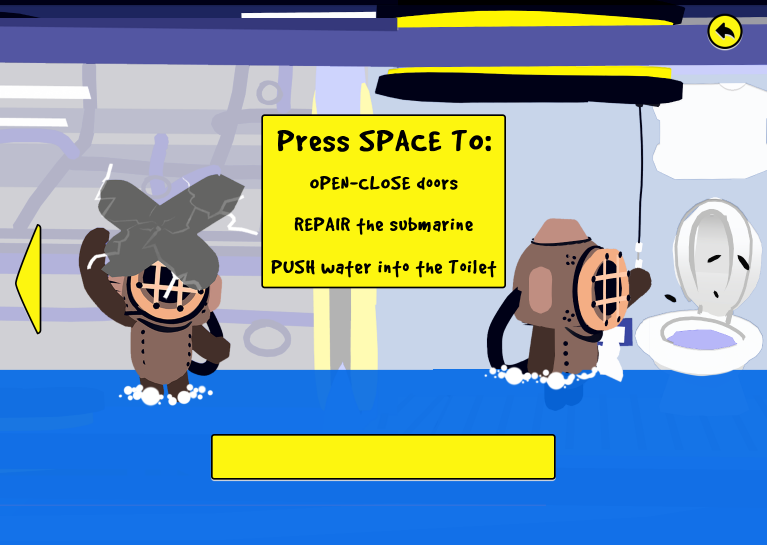 Press SPACE To:
OPEN-CLOSE doors
REPAIR the submarine
PUSH water into the Toilet